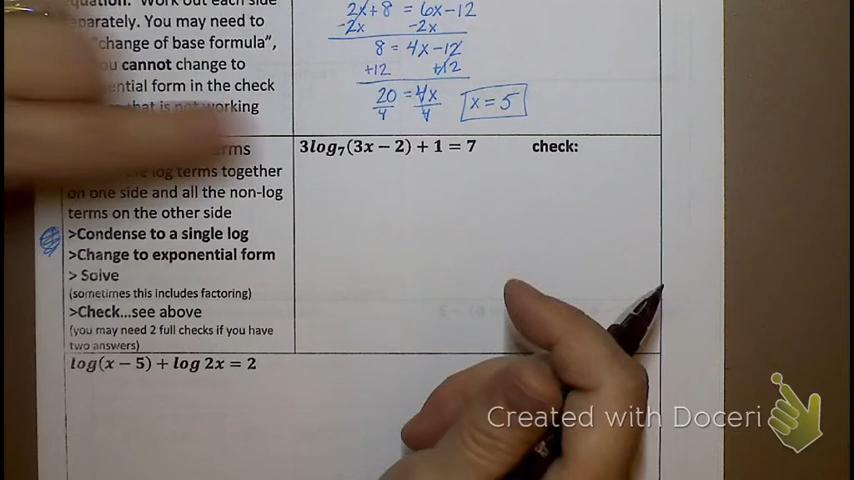 equation. Work out each side
separately. You may need to
"change of base formula",
you cannot change to
exponential form in the check
that is not working
2x+8 = 6x-12
-2x -2x
8 = 4x-12
+12 +12
20 = 4x
4 4
x = 5
terms
log terms together
on one side and all the non-log
terms on the other side
>Condense to a single log
>Change to exponential form
> Solve
(sometimes this includes factoring)
>Check...see above
(you may need 2 full checks if you have
two answers)
3log₇(3x − 2) + 1 = 7 check:
log(x − 5) + log 2x = 2
Created with Doceri